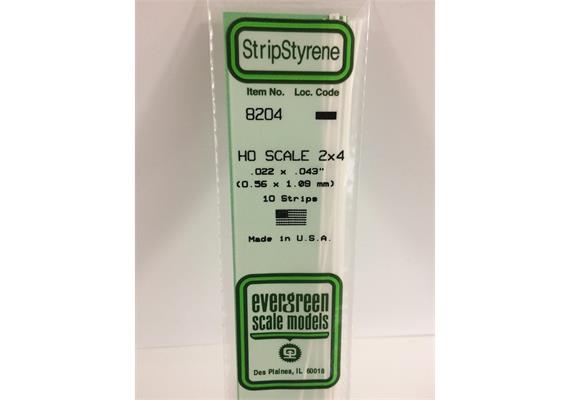 StripStyrene
Item No. Loc. Code
8204
HO SCALE 2x4
.022 x .043"
(0.56 x 1.09 mm)
10 Strips
Made in U.S.A.
evergreen
scale models
Des Plaines, IL 60018